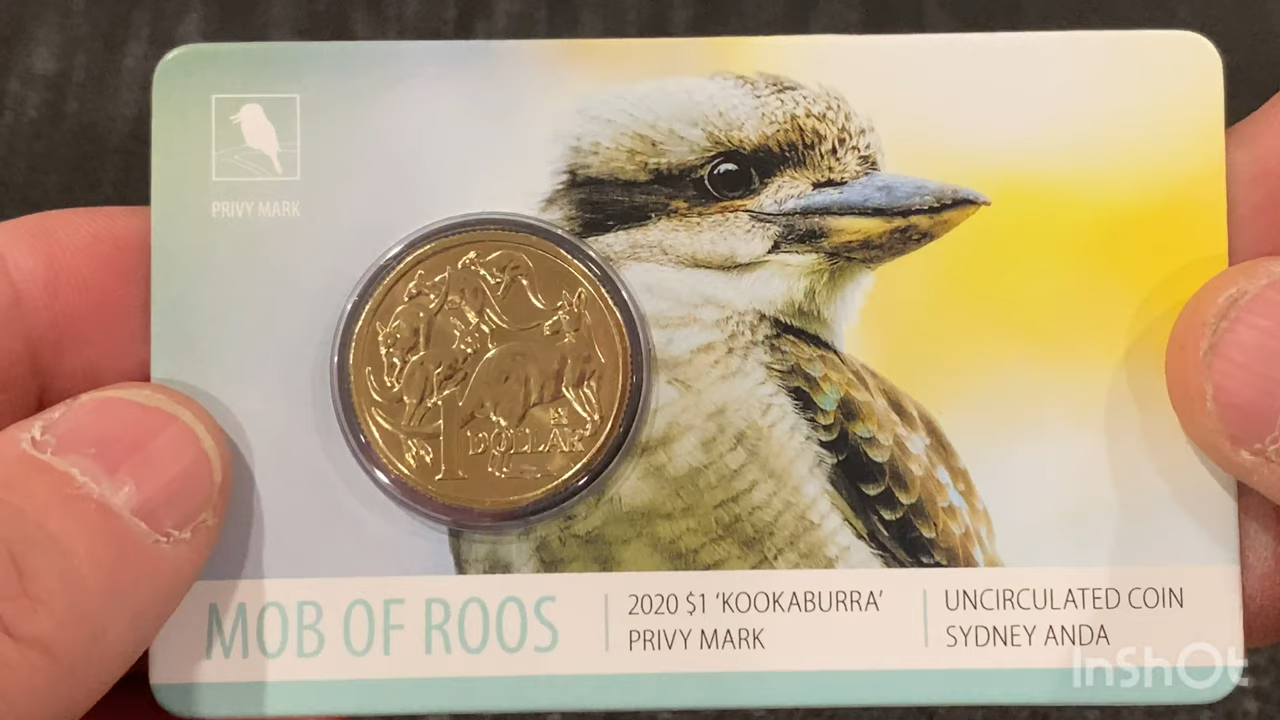 PRIVY MARK
1 DOLLAR
MOB OF ROOS
2020 $1 'KOOKABURRA'
PRIVY MARK
UNCIRCULATED COIN
SYDNEY ANDA
InShOt